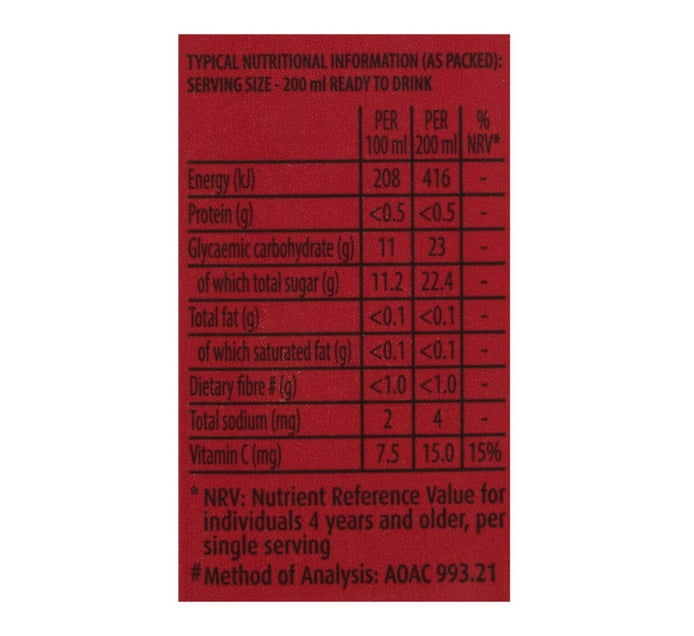 TYPICAL NUTRITIONAL INFORMATION (AS PACKED):
SERVING SIZE - 200 ml READY TO DRINK
PER 100 ml PER 200 ml % NRV*
Energy (kJ) 208 416 -
Protein (g) <0.5 <0.5 -
Glycaemic carbohydrate (g) 11 23 -
of which total sugar (g) 11.2 22.4 -
Total fat (g) <0.1 <0.1 -
of which saturated fat (g) <0.1 <0.1 -
Dietary fibre # (g) <1.0 <1.0 -
Total sodium (mg) 2 4 -
Vitamin C (mg) 7.5 15.0 15%
* NRV: Nutrient Reference Value for
individuals 4 years and older, per
single serving
# Method of Analysis: AOAC 993.21